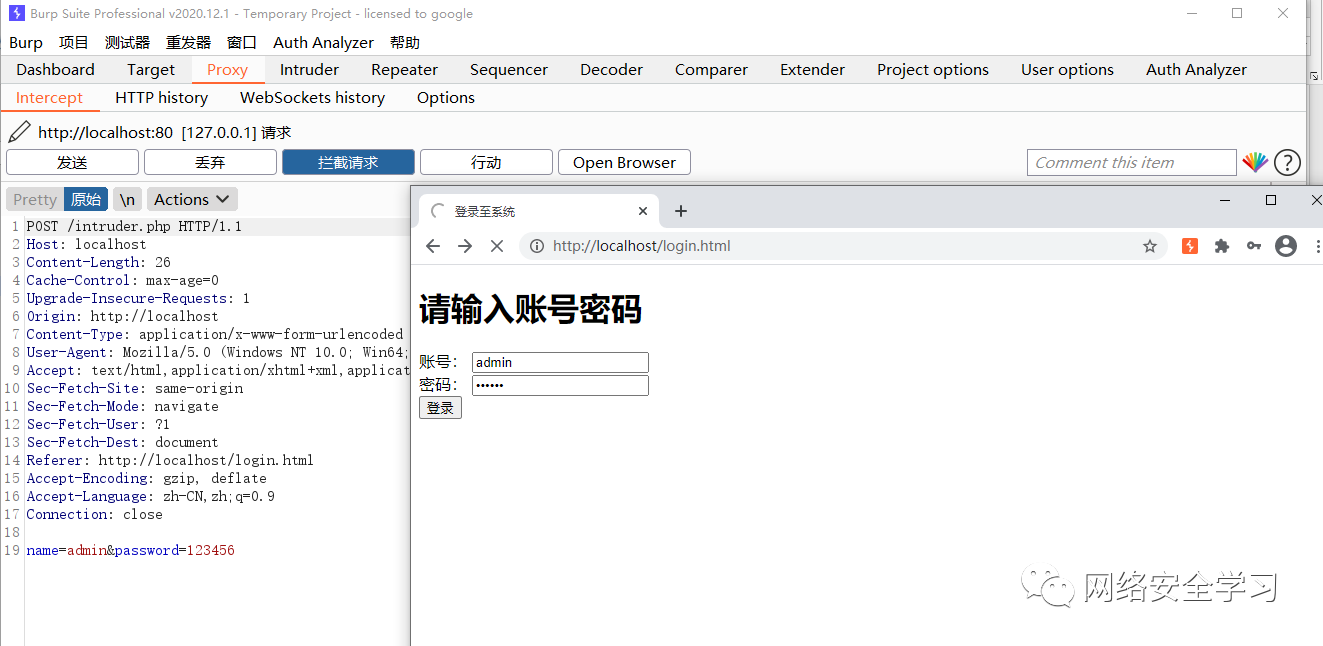 Burp Suite Professional v2020.12.1 - Temporary Project - licensed to google
Burp 项目 测试器 重发器 窗口 Auth Analyzer 帮助
Dashboard Target Proxy Intruder Repeater Sequencer Decoder Comparer Extender Project options User options Auth Analyzer
Intercept HTTP history WebSockets history Options
http://localhost:80 [127.0.0.1] 请求
发送 丢弃 拦截请求 行动 Open Browser Comment this item ?
Pretty 原始 \n Actions
1 POST /intruder.php HTTP/1.1
2 Host: localhost
3 Content-Length: 26
4 Cache-Control: max-age=0
5 Upgrade-Insecure-Requests: 1
6 Origin: http://localhost
7 Content-Type: application/x-www-form-urlencoded
8 User-Agent: Mozilla/5.0 (Windows NT 10.0; Win64;
9 Accept: text/html,application/xhtml+xml,applicat
10 Sec-Fetch-Site: same-origin
11 Sec-Fetch-Mode: navigate
12 Sec-Fetch-User: ?1
13 Sec-Fetch-Dest: document
14 Referer: http://localhost/login.html
15 Accept-Encoding: gzip, deflate
16 Accept-Language: zh-CN,zh;q=0.9
17 Connection: close
18
19 name=admin&password=123456
登录至系统
http://localhost/login.html
请输入账号密码
账号： admin
密码： ••••••
登录
网络安全学习